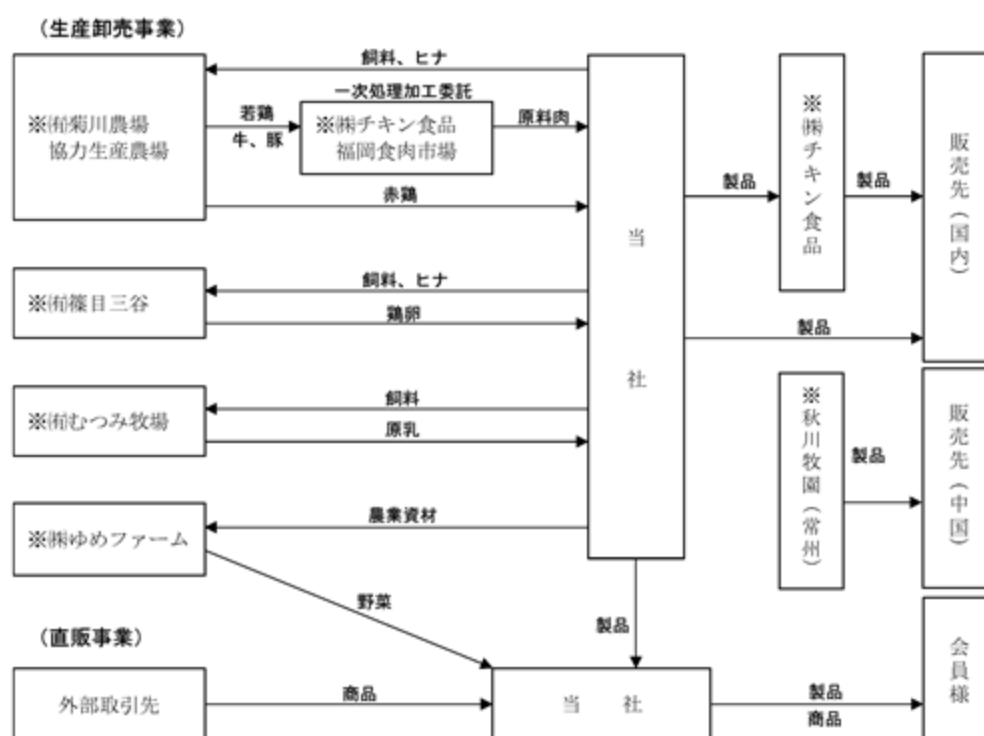 （生産卸売事業）
飼料、ヒナ
一次処理加工委託
※㈲菊川農場
協力生産農場
若鶏
牛、豚
※㈱チキン食品
福岡食肉市場
原料肉
赤鶏
※㈲篠目三谷
飼料、ヒナ
鶏卵
※㈲むつみ牧場
飼料
原乳
※㈱ゆめファーム
農業資材
野菜
当社
製品
※㈱チキン食品
製品
販売先（国内）
製品
※秋川牧園（常州）
製品
販売先（中国）
製品
（直販事業）
外部取引先
商品
当　社
製品
商品
会員様